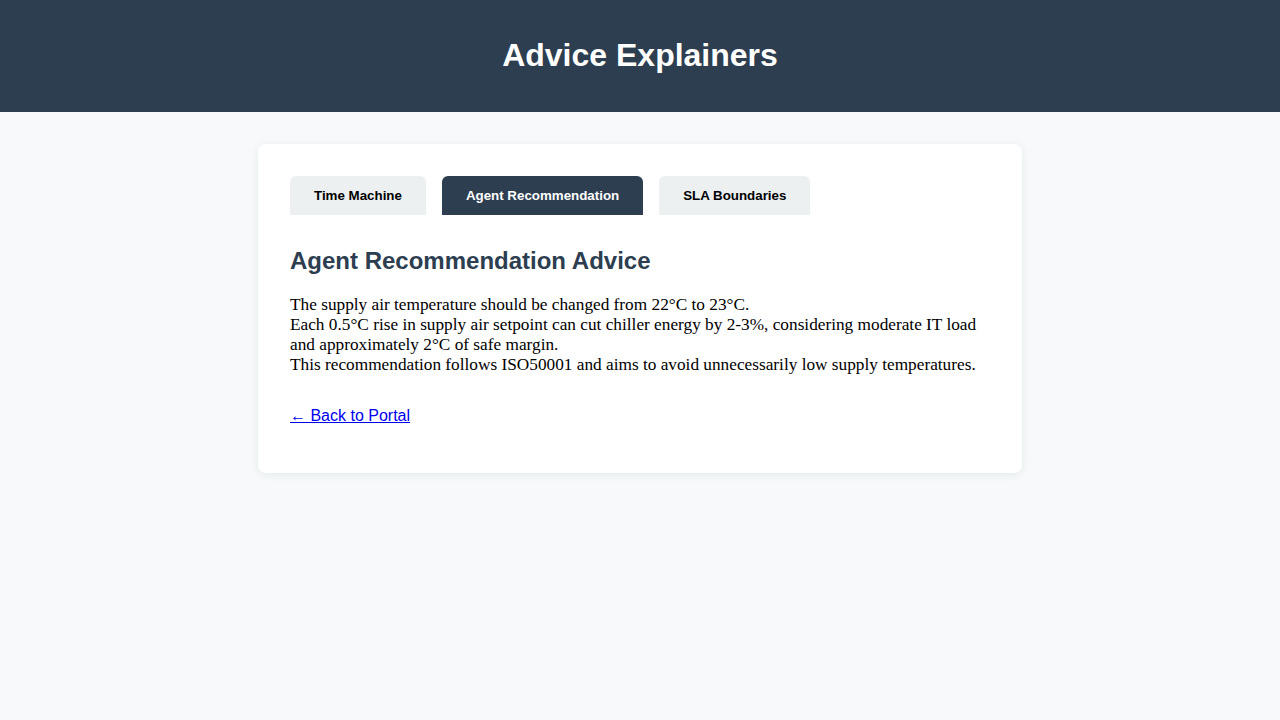 Advice Explainers
Time Machine
Agent Recommendation
SLA Boundaries
Agent Recommendation Advice
The supply air temperature should be changed from 22°C to 23°C.
Each 0.5°C rise in supply air setpoint can cut chiller energy by 2-3%, considering moderate IT load
and approximately 2°C of safe margin.
This recommendation follows ISO50001 and aims to avoid unnecessarily low supply temperatures.
← Back to Portal